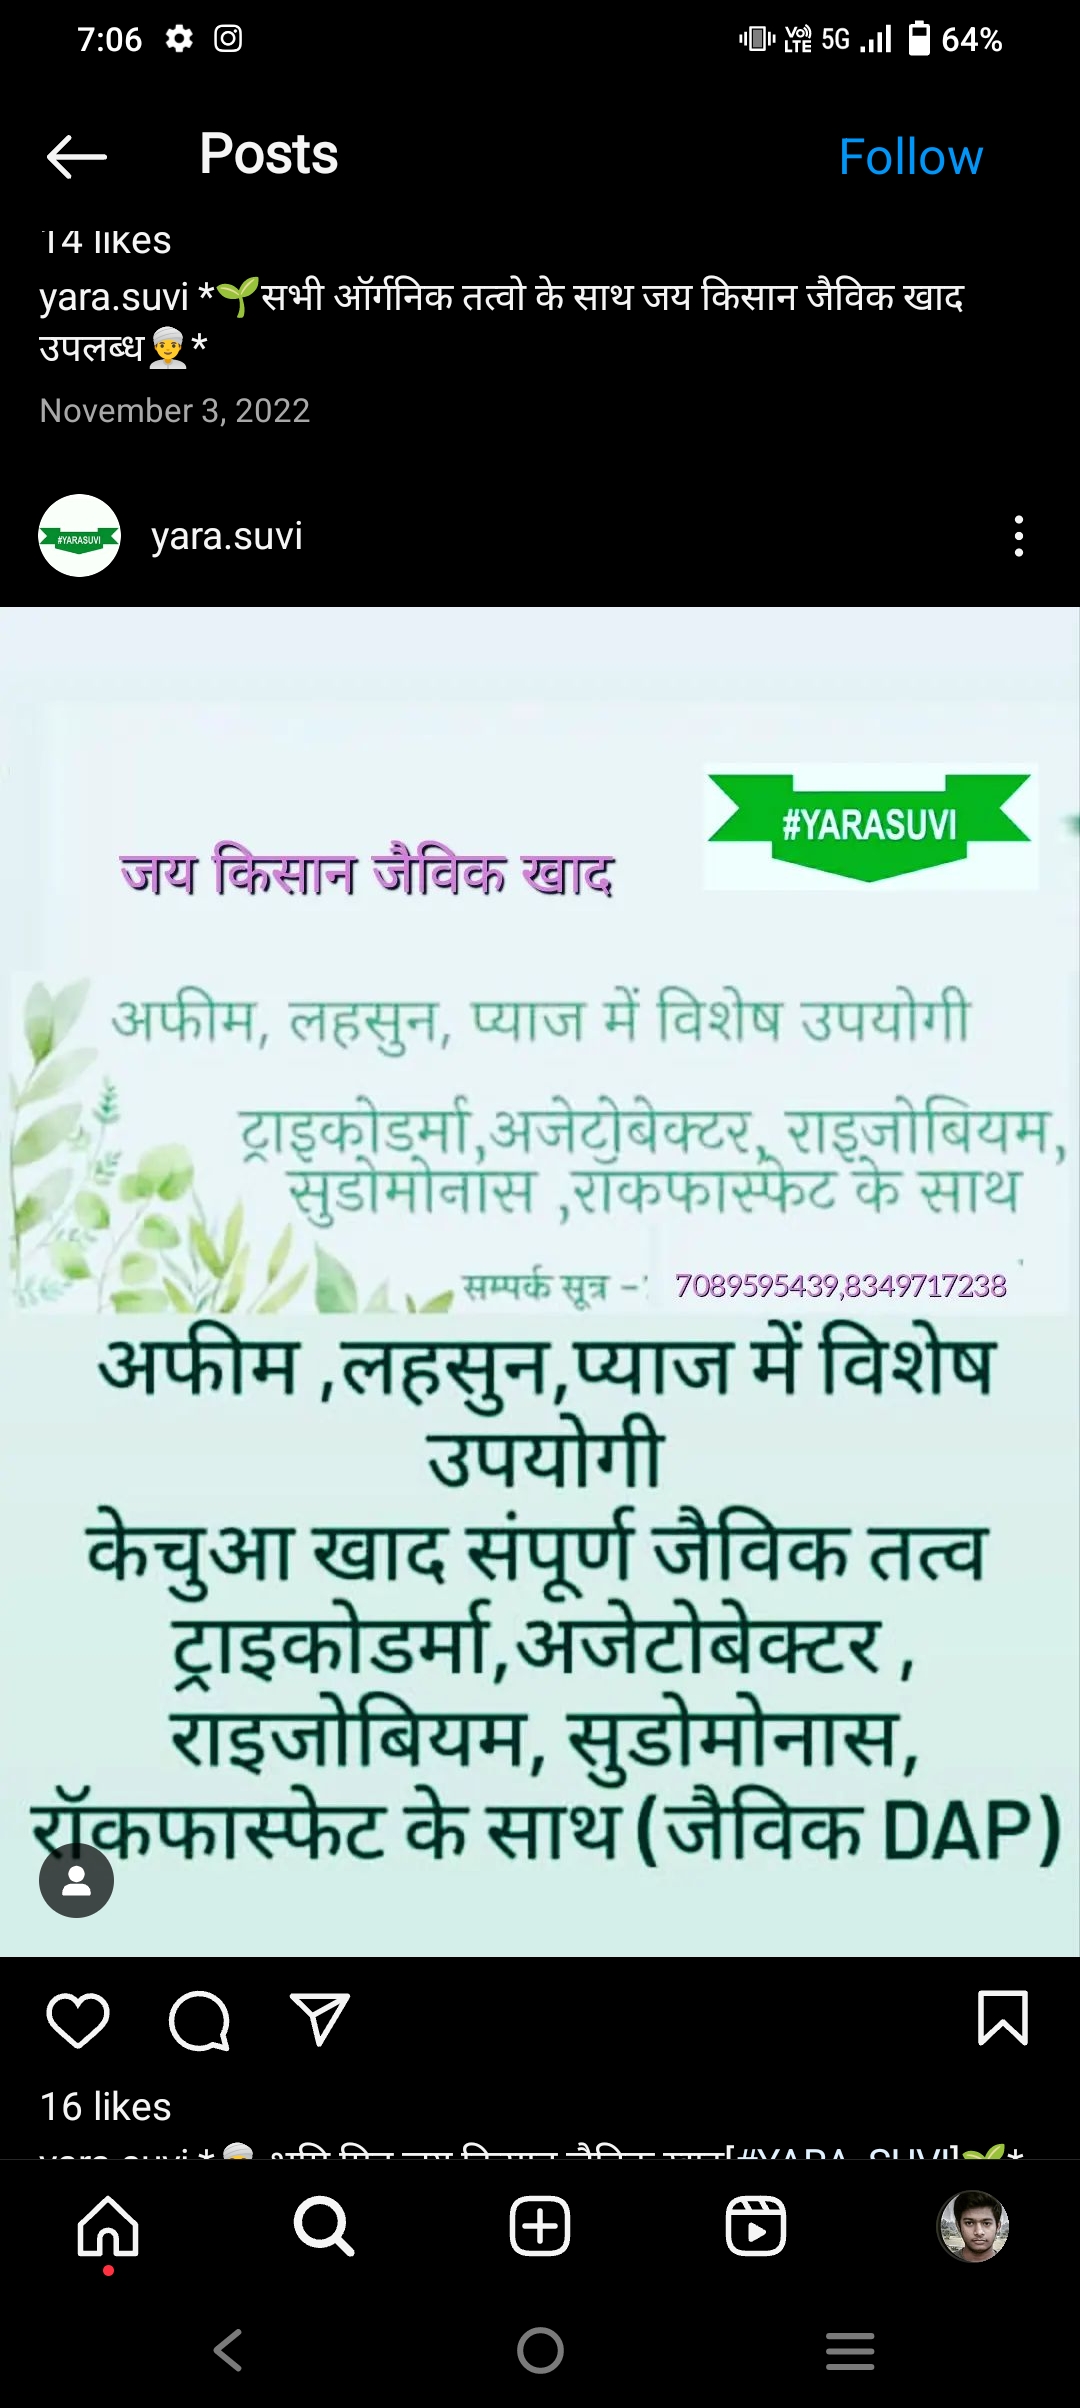 7:06
Vo)) LTE 5G 64%
Posts
Follow
14 likes
yara.suvi *🌱सभी ऑर्गनिक तत्वो के साथ जय किसान जैविक खाद
उपलब्ध👳*
November 3, 2022
#YARASUVI
yara.suvi
#YARASUVI
जय किसान जैविक खाद
अफीम, लहसुन, प्याज में विशेष उपयोगी
ट्राइकोडर्मा,अजेटोबेक्टर, राइजोबियम,
सुडोमोनास ,राकफास्फेट के साथ
सम्पर्क सूत्र – 7089595439,8349717238
अफीम ,लहसुन,प्याज में विशेष
उपयोगी
केचुआ खाद संपूर्ण जैविक तत्व
ट्राइकोडर्मा,अजेटोबेक्टर ,
राइजोबियम, सुडोमोनास,
रॉकफास्फेट के साथ (जैविक DAP)
16 likes